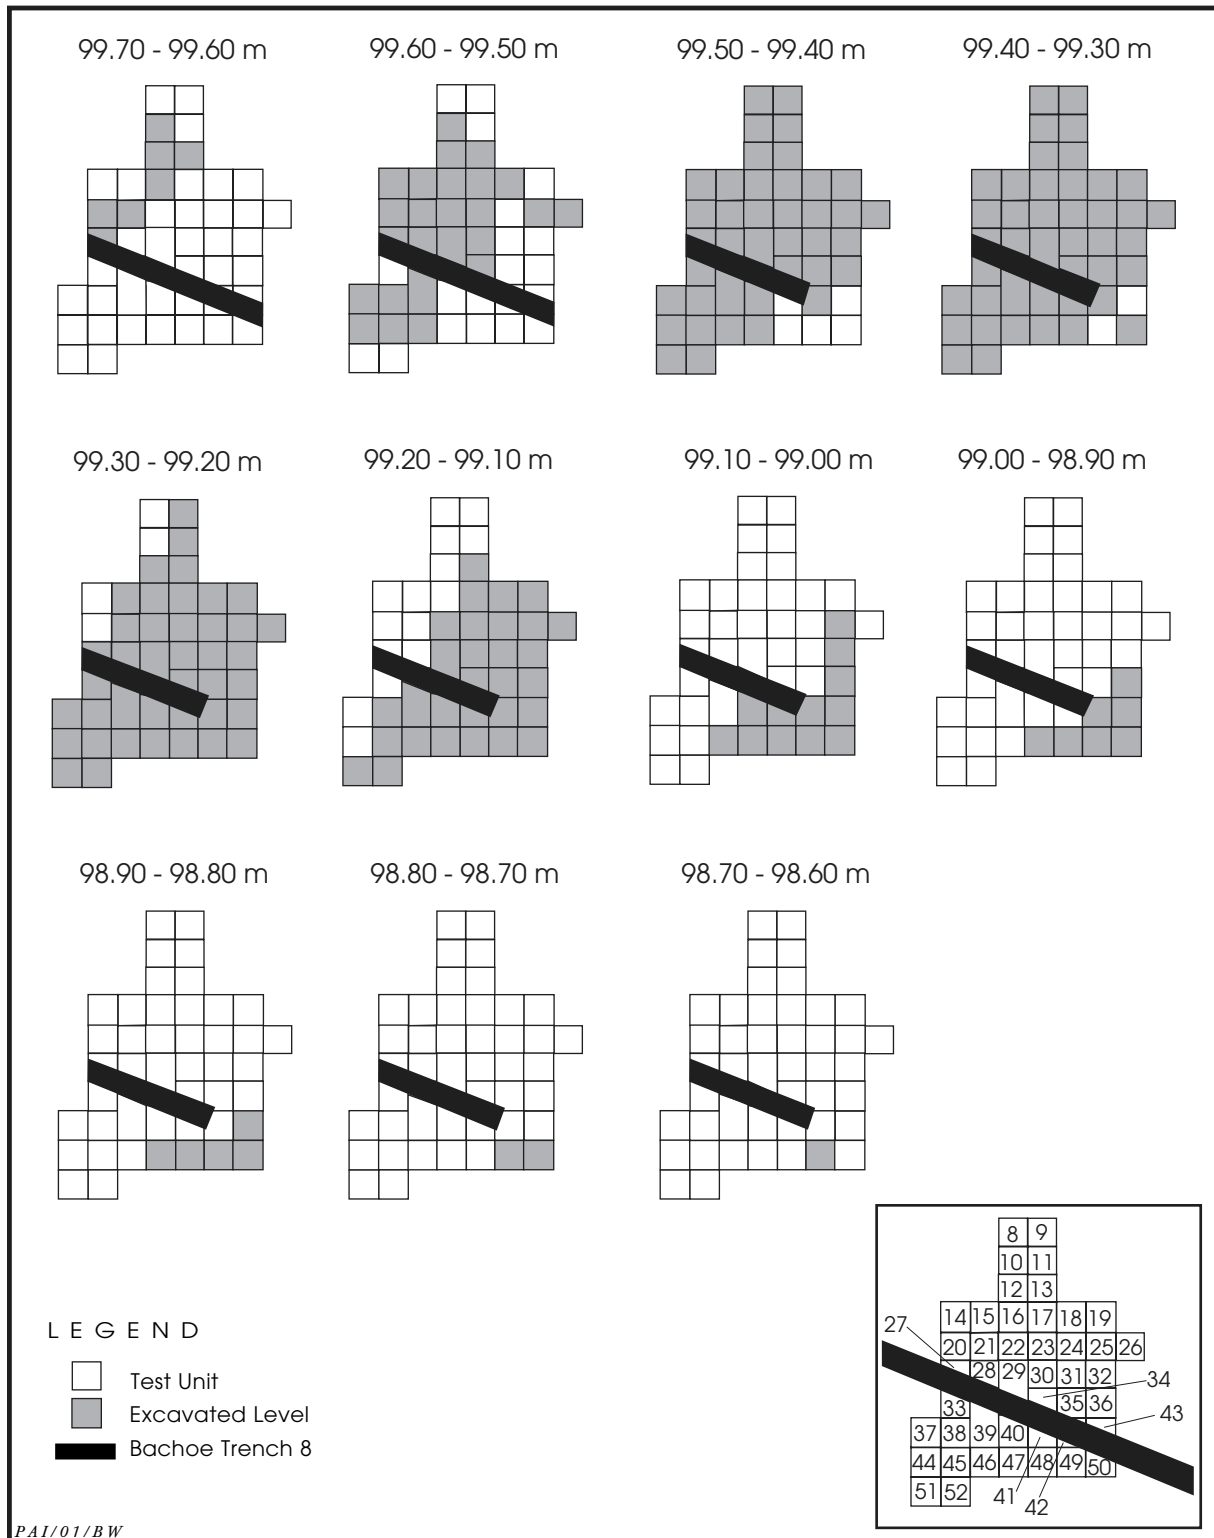 99.70 - 99.60 m
99.60 - 99.50 m
99.50 - 99.40 m
99.40 - 99.30 m
99.30 - 99.20 m
99.20 - 99.10 m
99.10 - 99.00 m
99.00 - 98.90 m
98.90 - 98.80 m
98.80 - 98.70 m
98.70 - 98.60 m
LEGEND
Test Unit
Excavated Level
Bachoe Trench 8
8 9
10 11
12 13
14 15 16 17 18 19
27
20 21 22 23 24 25 26
28 29 30 31 32
34
33 35 36
43
37 38 39 40
44 45 46 47 48 49 50
51 52
41 42
PAI/01/BW